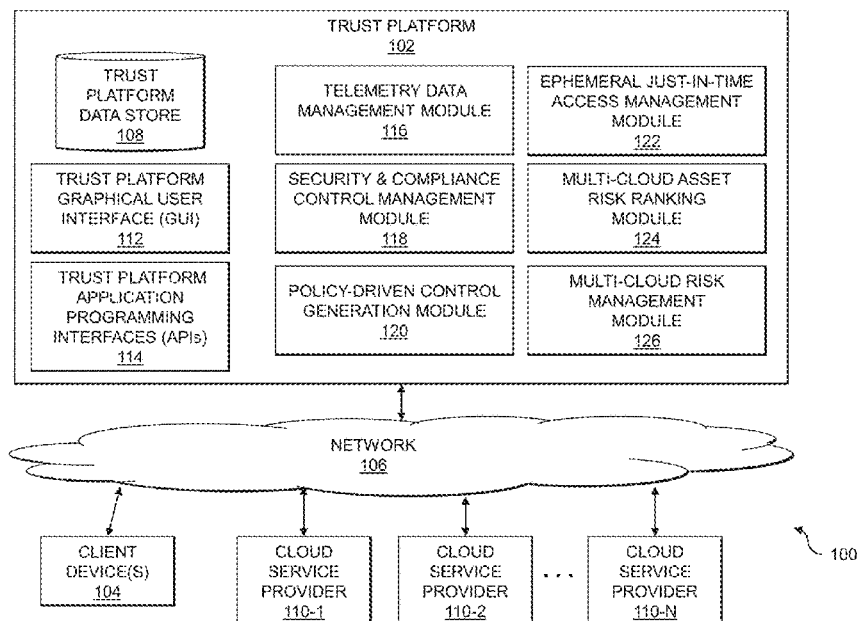 TRUST PLATFORM
102
TRUST
PLATFORM
DATA STORE
108
TELEMETRY DATA
MANAGEMENT MODULE
116
EPHEMERAL JUST-IN-TIME
ACCESS MANAGEMENT
MODULE
122
TRUST PLATFORM
GRAPHICAL USER
INTERFACE (GUI)
112
SECURITY & COMPLIANCE
CONTROL MANAGEMENT
MODULE
118
MULTI-CLOUD ASSET
RISK RANKING
MODULE
124
TRUST PLATFORM
APPLICATION
PROGRAMMING
INTERFACES (APIs)
114
POLICY-DRIVEN CONTROL
GENERATION MODULE
120
MULTI-CLOUD RISK
MANAGEMENT
MODULE
126
NETWORK
106
CLIENT
DEVICE(S)
104
CLOUD
SERVICE
PROVIDER
110-1
CLOUD
SERVICE
PROVIDER
110-2
. . .
CLOUD
SERVICE
PROVIDER
110-N
100